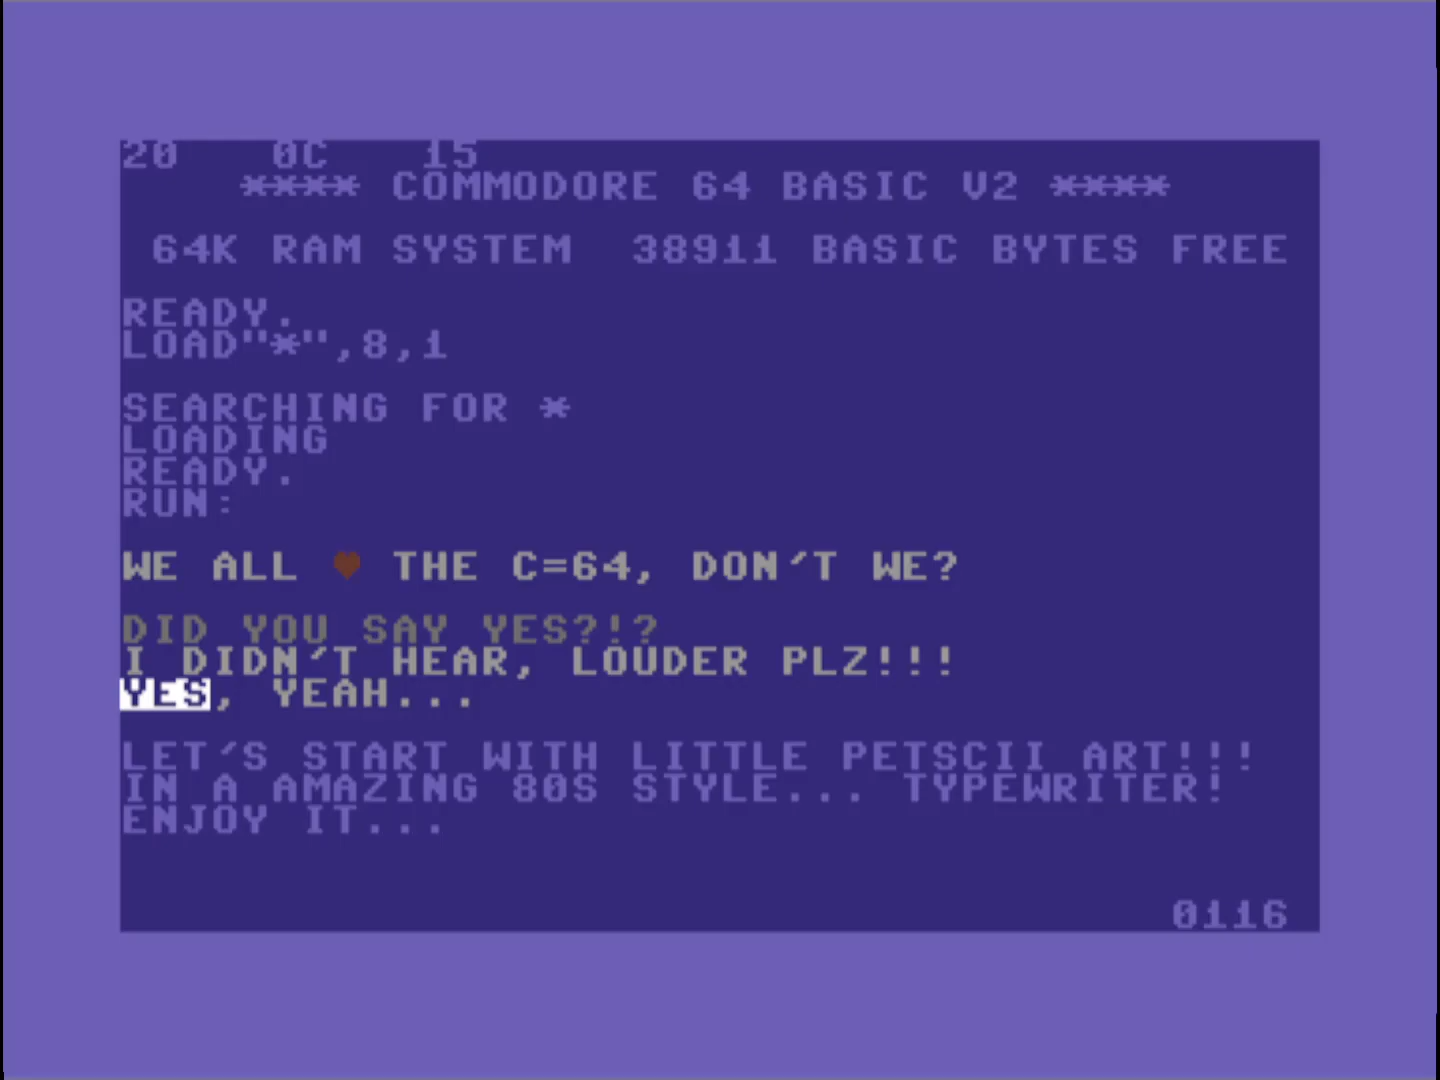 20 0C 15
**** COMMODORE 64 BASIC V2 ****
64K RAM SYSTEM 38911 BASIC BYTES FREE
READY.
LOAD"*",8,1
SEARCHING FOR *
LOADING
READY.
RUN:
WE ALL ♥ THE C=64, DON'T WE?
DID YOU SAY YES?!?
I DIDN'T HEAR, LOUDER PLZ!!!
YES, YEAH...
LET'S START WITH LITTLE PETSCII ART!!!
IN A AMAZING 80S STYLE... TYPEWRITER!
ENJOY IT...
0116